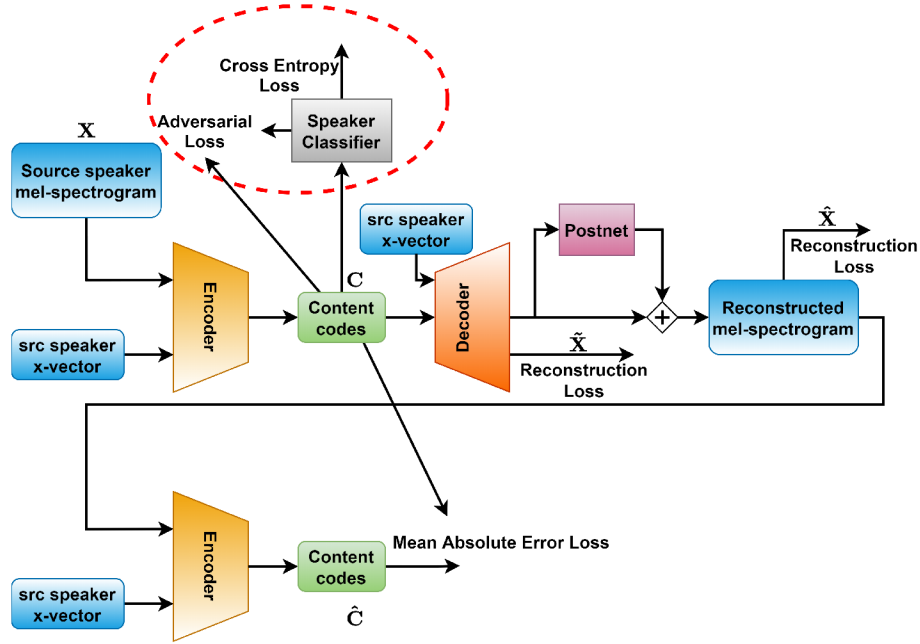 Cross Entropy
Loss
Adversarial
Loss
Speaker
Classifier
X
Source speaker
mel-spectrogram
src speaker
x-vector
Encoder
C
Content
codes
src speaker
x-vector
Decoder
Postnet
+
X̃
Reconstruction
Loss
X̂
Reconstruction
Loss
Reconstructed
mel-spectrogram
src speaker
x-vector
Encoder
Content
codes
Ĉ
Mean Absolute Error Loss